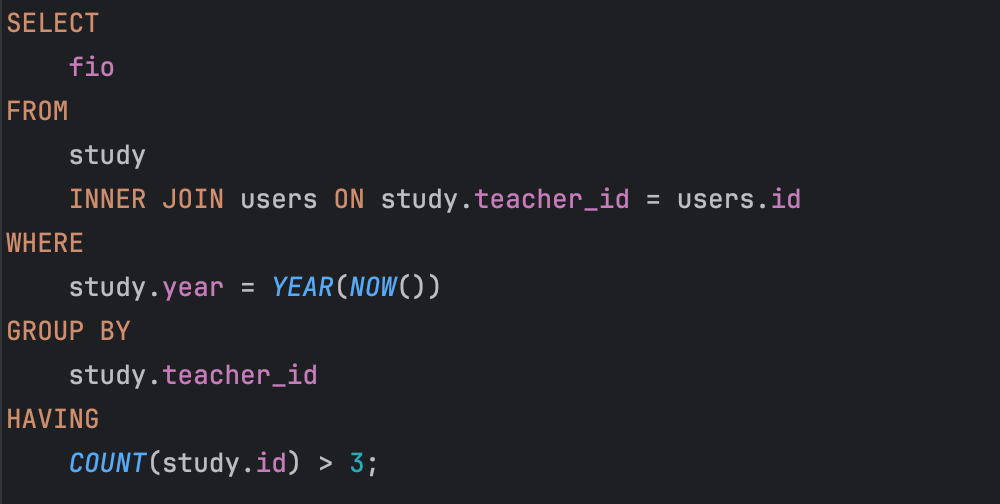 SELECT
    fio
FROM
    study
    INNER JOIN users ON study.teacher_id = users.id
WHERE
    study.year = YEAR(NOW())
GROUP BY
    study.teacher_id
HAVING
    COUNT(study.id) > 3;